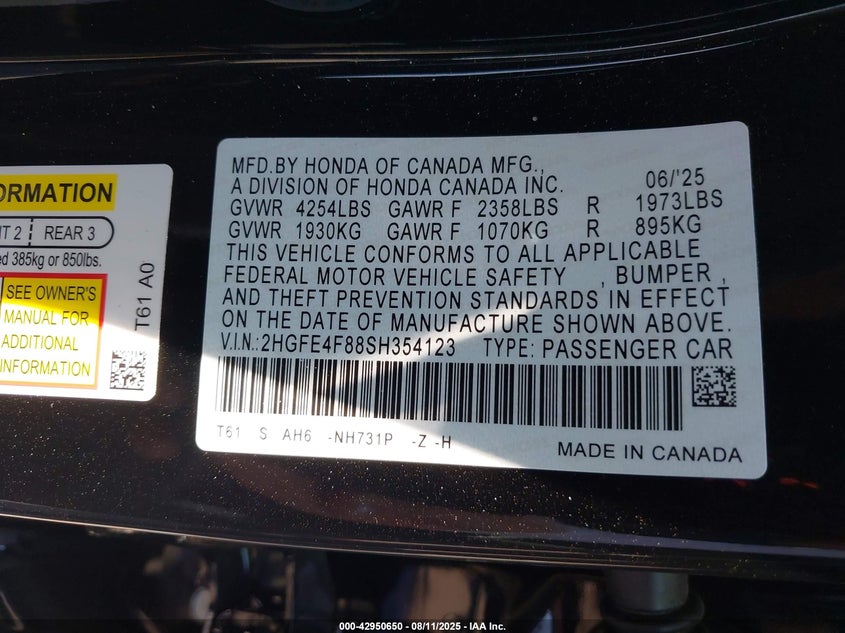 ORMATION
T 2 REAR 3
ed 385kg or 850lbs.
SEE OWNER'S
MANUAL FOR
ADDITIONAL
INFORMATION
T61 A0
MFD.BY HONDA OF CANADA MFG.,
A DIVISION OF HONDA CANADA INC. 06/'25
GVWR 4254LBS GAWR F 2358LBS R 1973LBS
GVWR 1930KG GAWR F 1070KG R 895KG
THIS VEHICLE CONFORMS TO ALL APPLICABLE
FEDERAL MOTOR VEHICLE SAFETY , BUMPER ,
AND THEFT PREVENTION STANDARDS IN EFFECT
ON THE DATE OF MANUFACTURE SHOWN ABOVE.
V.I.N.:2HGFE4F88SH354123 TYPE: PASSENGER CAR
T61 S AH6 -NH731P -Z -H
MADE IN CANADA
000-42950650 - 08/11/2025 - IAA Inc.